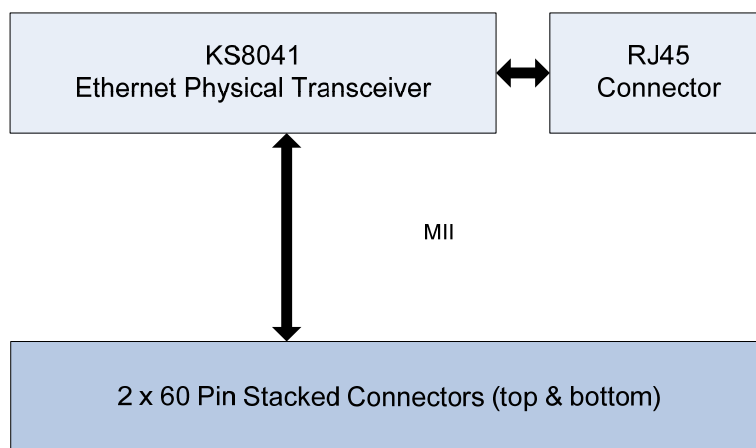 KS8041
Ethernet Physical Transceiver
RJ45
Connector
MII
2 x 60 Pin Stacked Connectors (top & bottom)